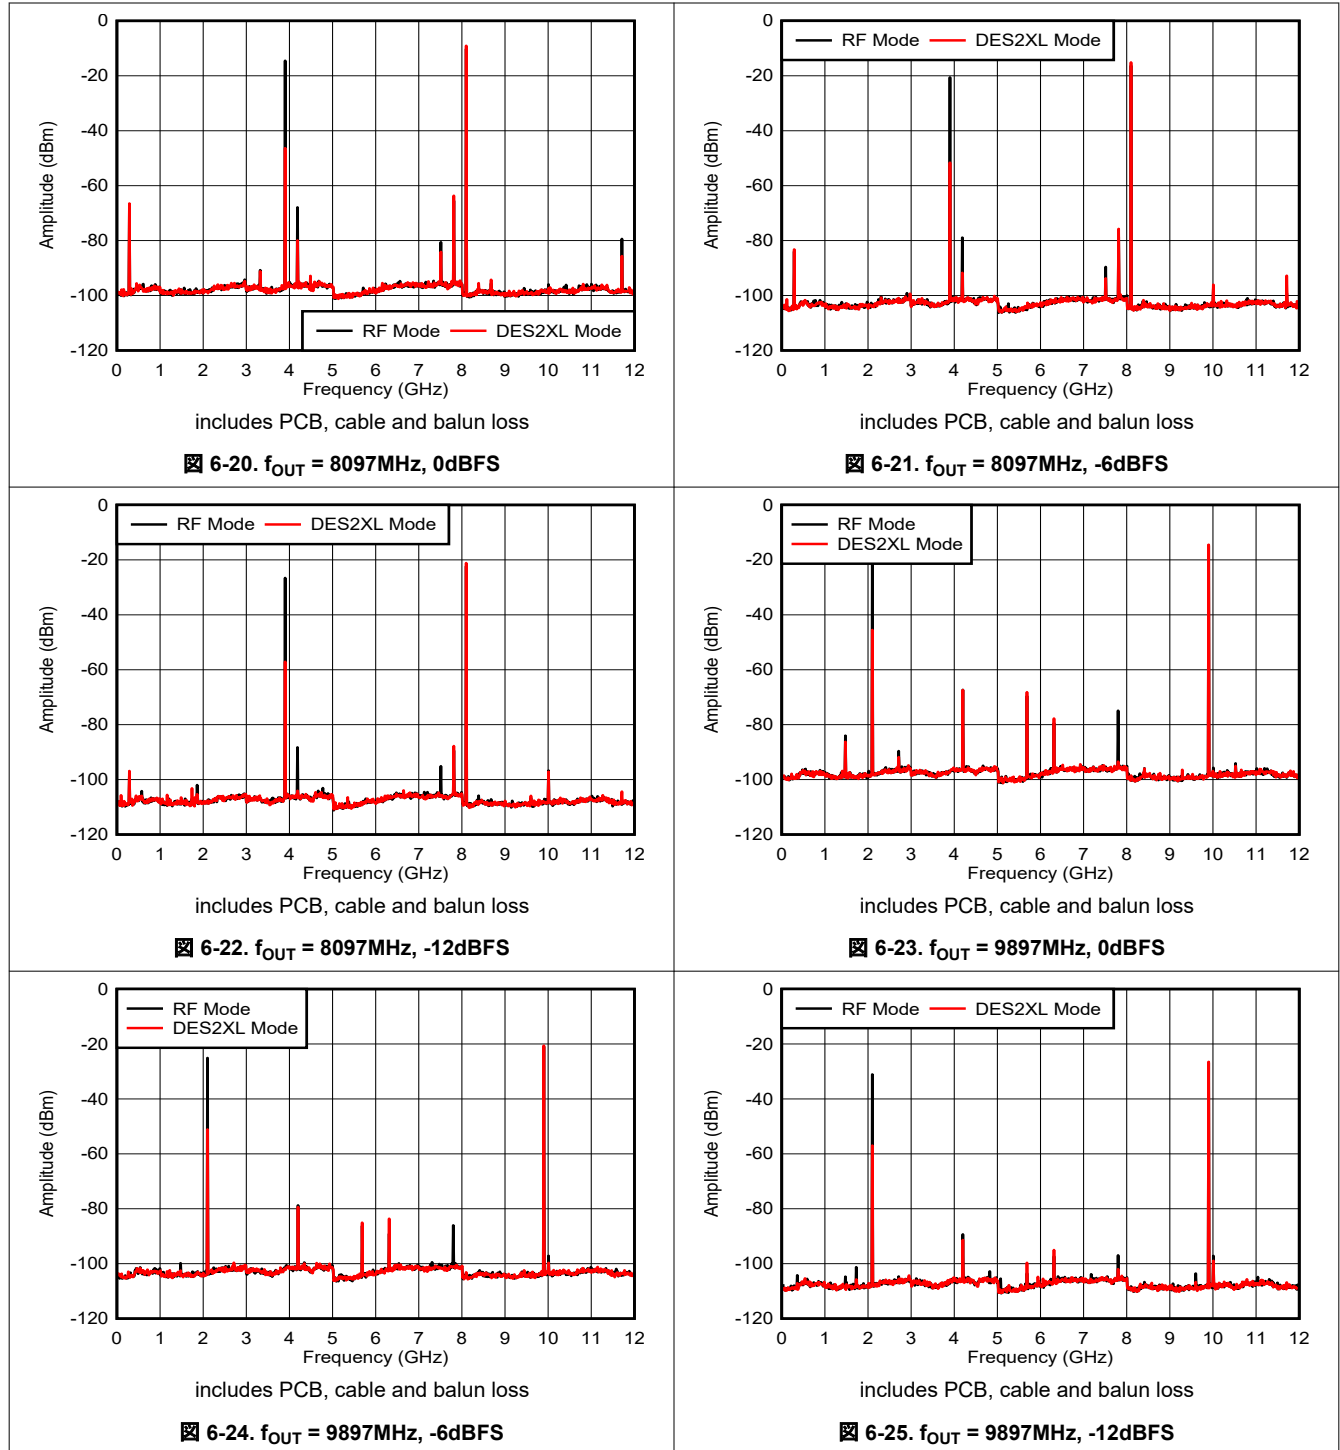 0
-20
-40
-60
-80
-100
-120
Amplitude (dBm)
RF Mode DES2XL Mode
0 1 2 3 4 5 6 7 8 9 10 11 12
Frequency (GHz)
includes PCB, cable and balun loss
図 6-20. fOUT = 8097MHz, 0dBFS
0
-20
-40
-60
-80
-100
-120
Amplitude (dBm)
RF Mode DES2XL Mode
0 1 2 3 4 5 6 7 8 9 10 11 12
Frequency (GHz)
includes PCB, cable and balun loss
図 6-21. fOUT = 8097MHz, -6dBFS
0
-20
-40
-60
-80
-100
-120
Amplitude (dBm)
RF Mode DES2XL Mode
0 1 2 3 4 5 6 7 8 9 10 11 12
Frequency (GHz)
includes PCB, cable and balun loss
図 6-22. fOUT = 8097MHz, -12dBFS
0
-20
-40
-60
-80
-100
-120
Amplitude (dBm)
RF Mode
DES2XL Mode
0 1 2 3 4 5 6 7 8 9 10 11 12
Frequency (GHz)
includes PCB, cable and balun loss
図 6-23. fOUT = 9897MHz, 0dBFS
0
-20
-40
-60
-80
-100
-120
Amplitude (dBm)
RF Mode
DES2XL Mode
0 1 2 3 4 5 6 7 8 9 10 11 12
Frequency (GHz)
includes PCB, cable and balun loss
図 6-24. fOUT = 9897MHz, -6dBFS
0
-20
-40
-60
-80
-100
-120
Amplitude (dBm)
RF Mode DES2XL Mode
0 1 2 3 4 5 6 7 8 9 10 11 12
Frequency (GHz)
includes PCB, cable and balun loss
図 6-25. fOUT = 9897MHz, -12dBFS